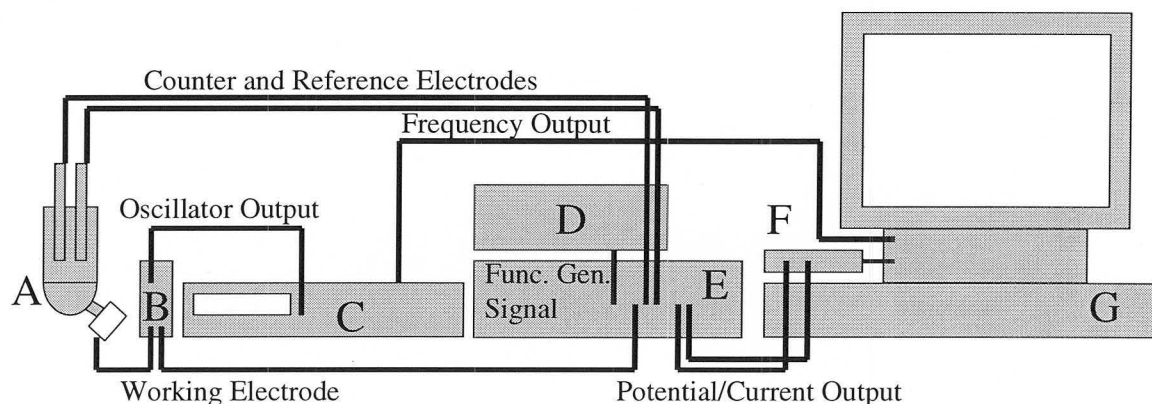 Counter and Reference Electrodes
Frequency Output
Oscillator Output
D
F
A
B
C
Func. Gen.
Signal
E
G
Working Electrode
Potential/Current Output